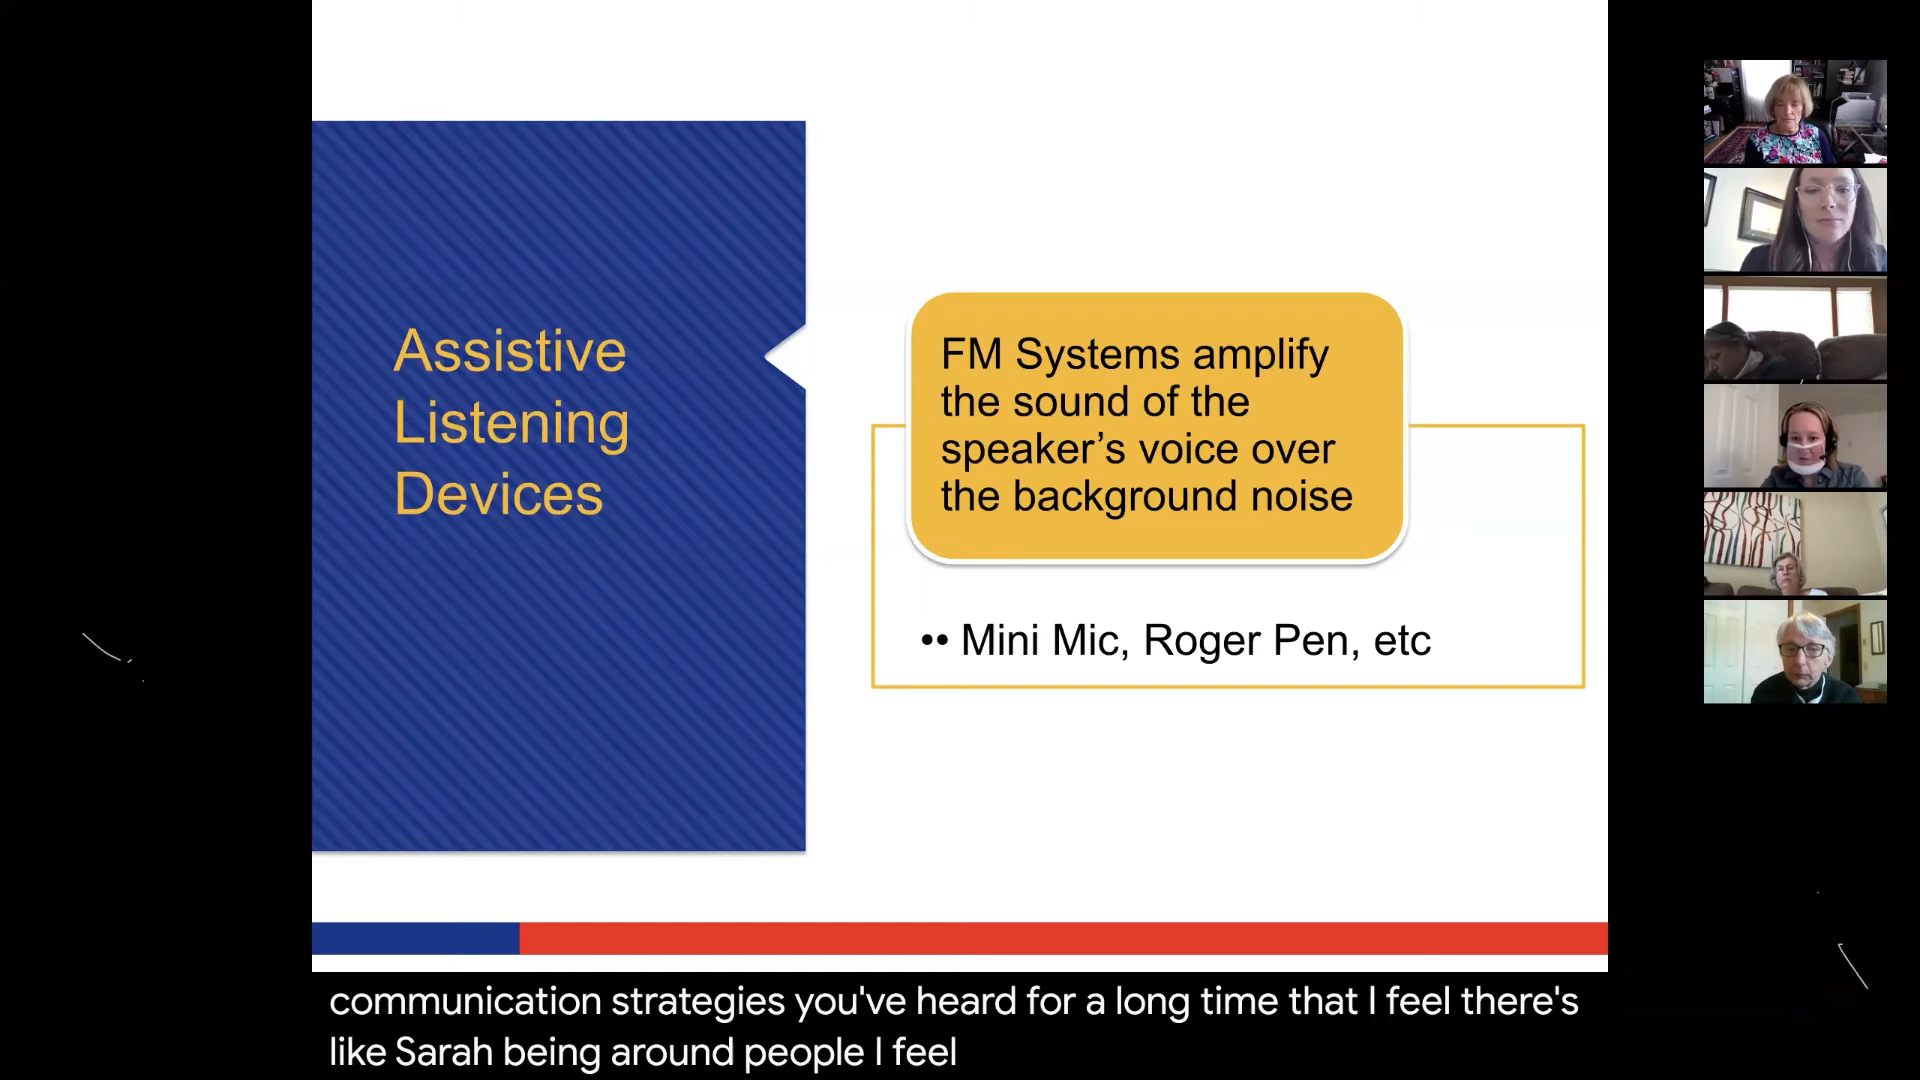 Assistive
Listening
Devices
FM Systems amplify
the sound of the
speaker’s voice over
the background noise
•• Mini Mic, Roger Pen, etc
communication strategies you've heard for a long time that I feel there's
like Sarah being around people I feel